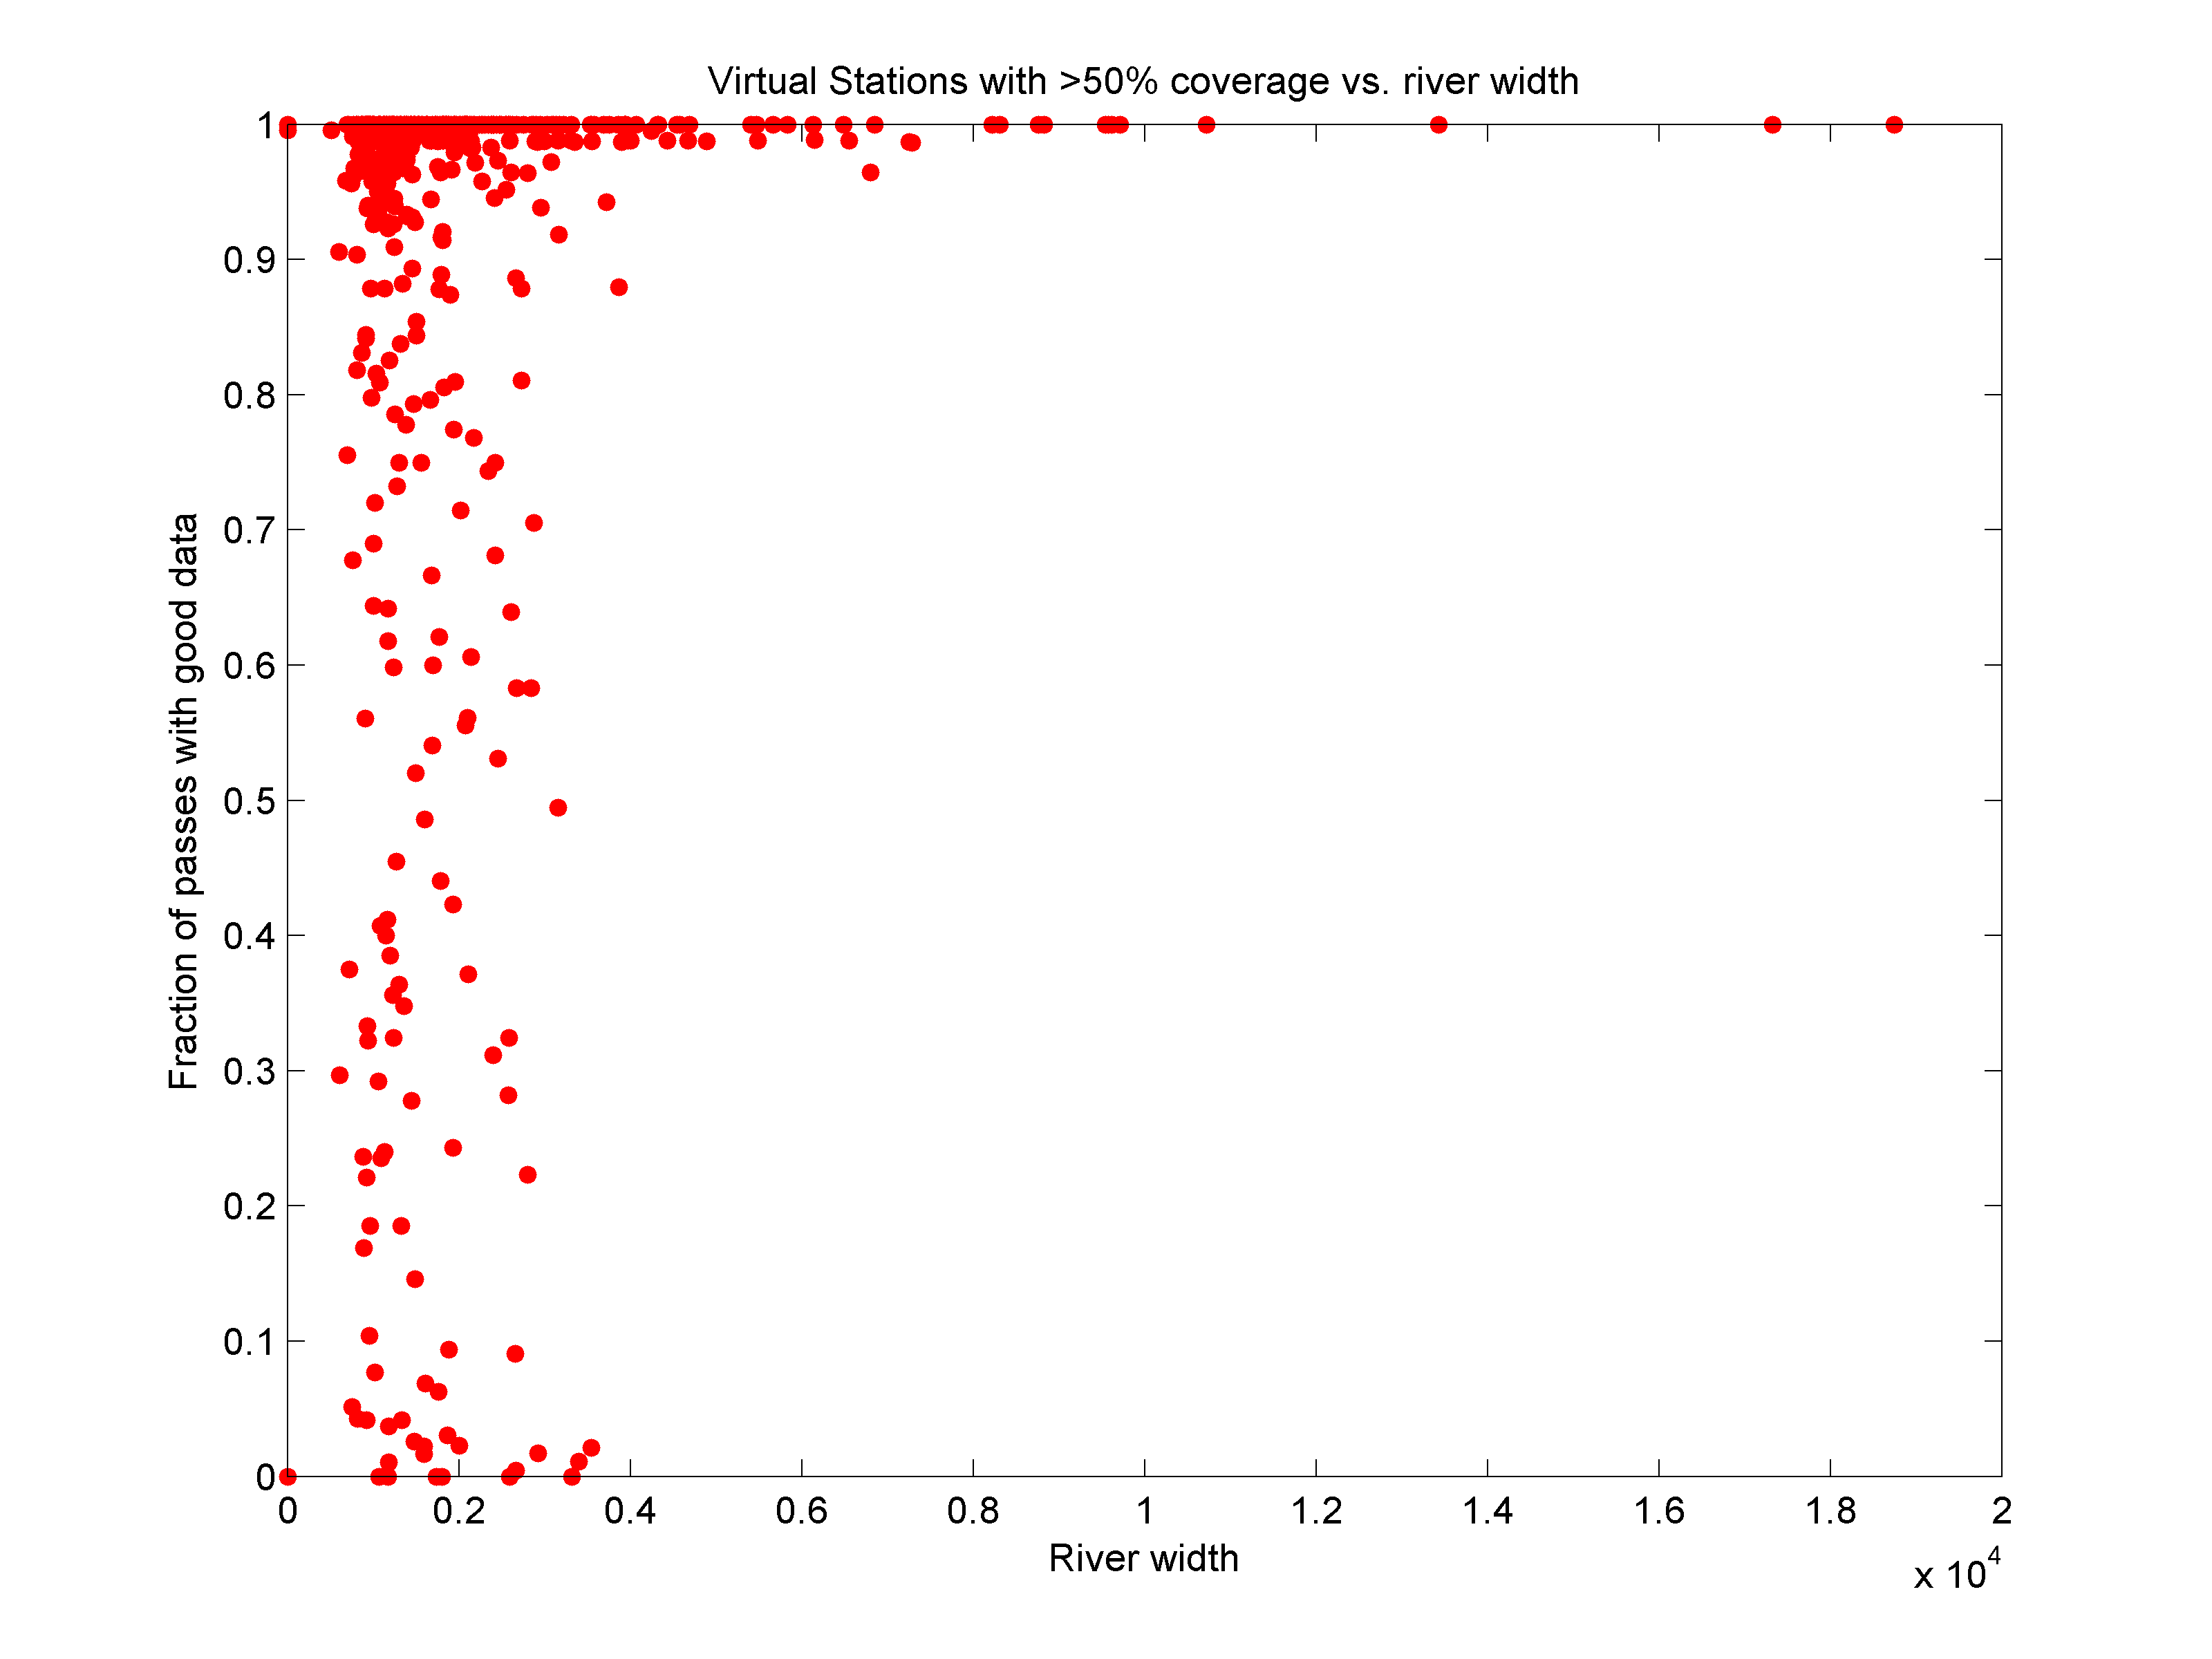 Virtual Stations with >50% coverage vs. river width
1
0.9
0.8
0.7
0.6
0.5
0.4
0.3
0.2
0.1
0
Fraction of passes with good data
0 0.2 0.4 0.6 0.8 1 1.2 1.4 1.6 1.8 2
River width
x 10^4